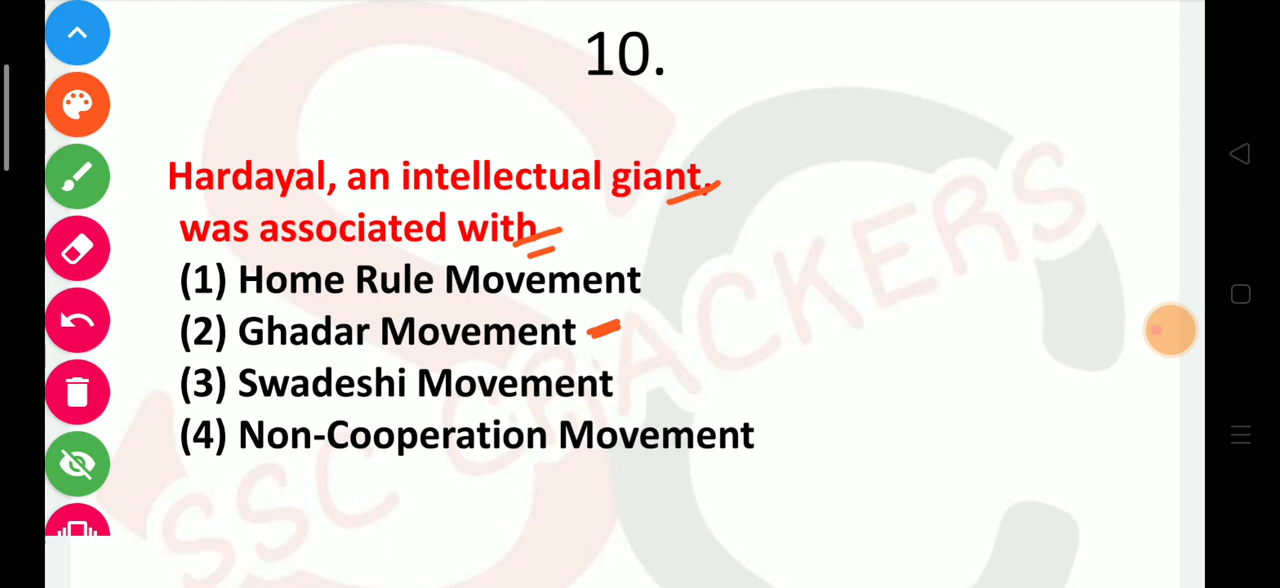 10.
Hardayal, an intellectual giant,
was associated with
(1) Home Rule Movement
(2) Ghadar Movement
(3) Swadeshi Movement
(4) Non-Cooperation Movement
SSC CRACKERS